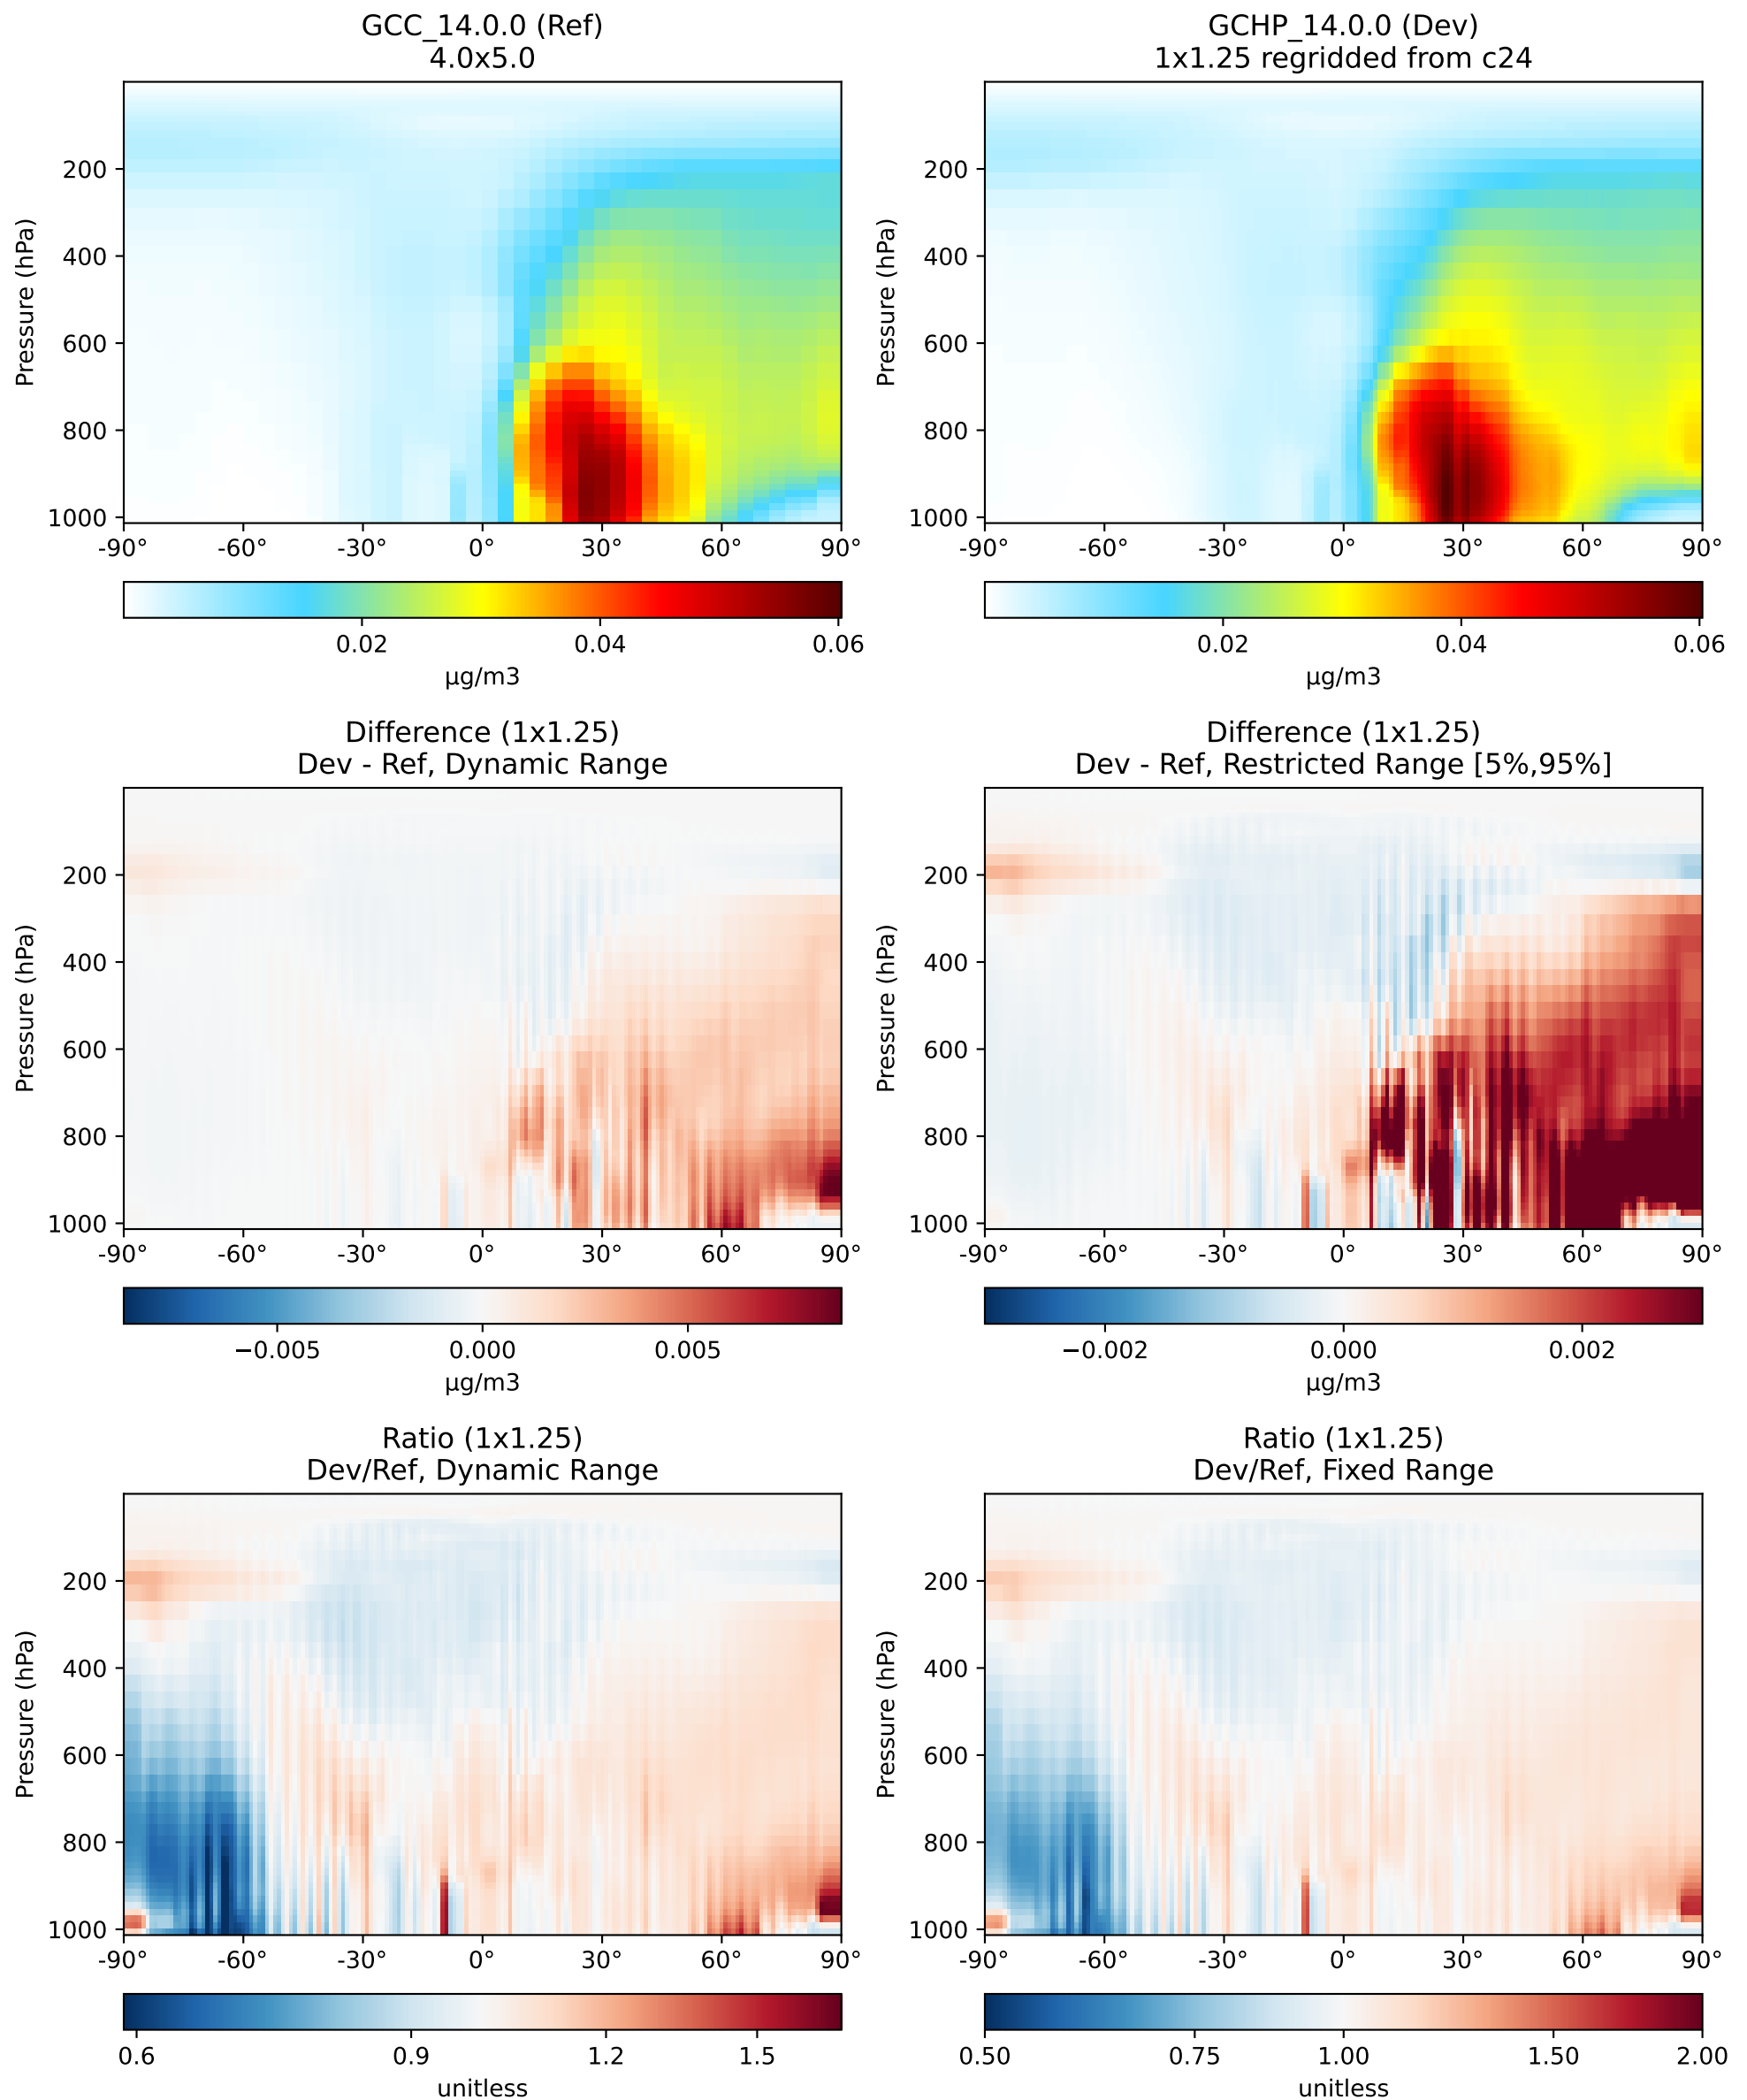 GCC_14.0.0 (Ref)
4.0x5.0
GCHP_14.0.0 (Dev)
1x1.25 regridded from c24
Pressure (hPa)
200
400
600
800
1000
-90° -60° -30° 0° 30° 60° 90°
0.02 0.04 0.06
µg/m3
Pressure (hPa)
200
400
600
800
1000
-90° -60° -30° 0° 30° 60° 90°
0.02 0.04 0.06
µg/m3
Difference (1x1.25)
Dev - Ref, Dynamic Range
Difference (1x1.25)
Dev - Ref, Restricted Range [5%,95%]
Pressure (hPa)
200
400
600
800
1000
-90° -60° -30° 0° 30° 60° 90°
−0.005 0.000 0.005
µg/m3
Pressure (hPa)
200
400
600
800
1000
-90° -60° -30° 0° 30° 60° 90°
−0.002 0.000 0.002
µg/m3
Ratio (1x1.25)
Dev/Ref, Dynamic Range
Ratio (1x1.25)
Dev/Ref, Fixed Range
Pressure (hPa)
200
400
600
800
1000
-90° -60° -30° 0° 30° 60° 90°
0.6 0.9 1.2 1.5
unitless
Pressure (hPa)
200
400
600
800
1000
-90° -60° -30° 0° 30° 60° 90°
0.50 0.75 1.00 1.50 2.00
unitless